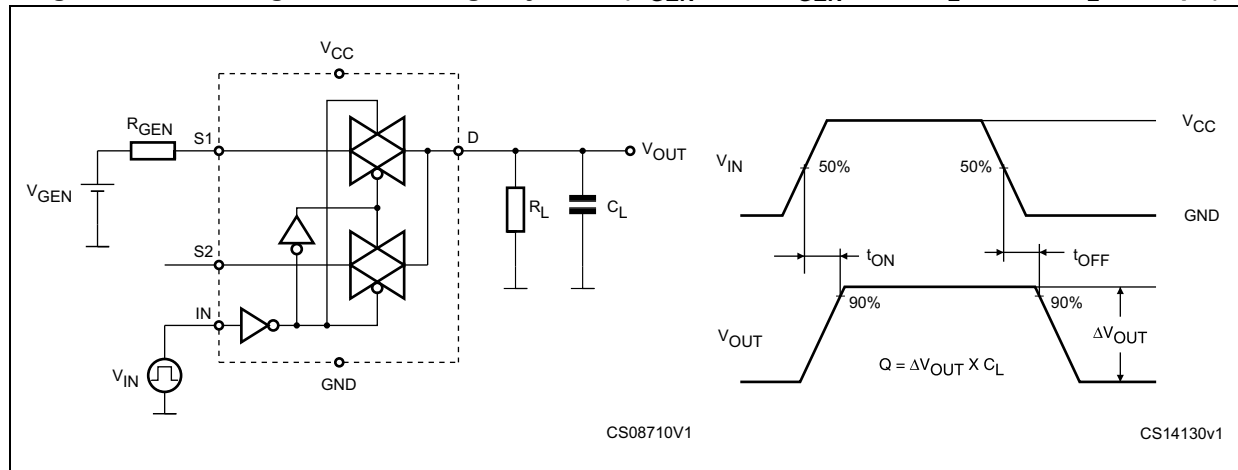 V_CC
R_GEN
S1
D
V_OUT
V_GEN
R_L
C_L
S2
IN
V_IN
GND
CS08710V1
V_CC
V_IN
50%
50%
GND
t_ON
t_OFF
90%
90%
V_OUT
ΔV_OUT
Q = ΔV_OUT X C_L
CS14130v1